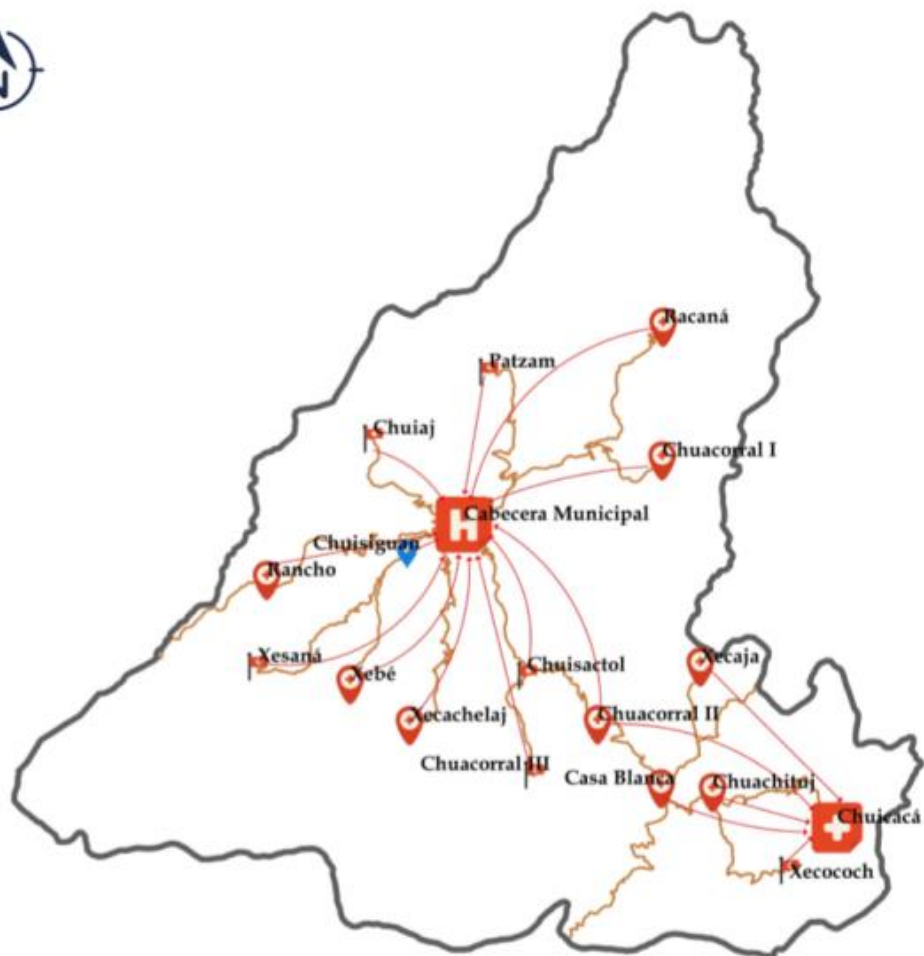 N
Racaná
Patzam
Chuiaj
Chuacorral I
H
Cabecera Municipal
Chuisiguan
Rancho
Xesaná
Xebé
Chuisactol
Xecaja
Xecachelaj
Chuacorral II
Chuacorral III
Casa Blanca
Chuachituj
Chuicacá
Xecococh